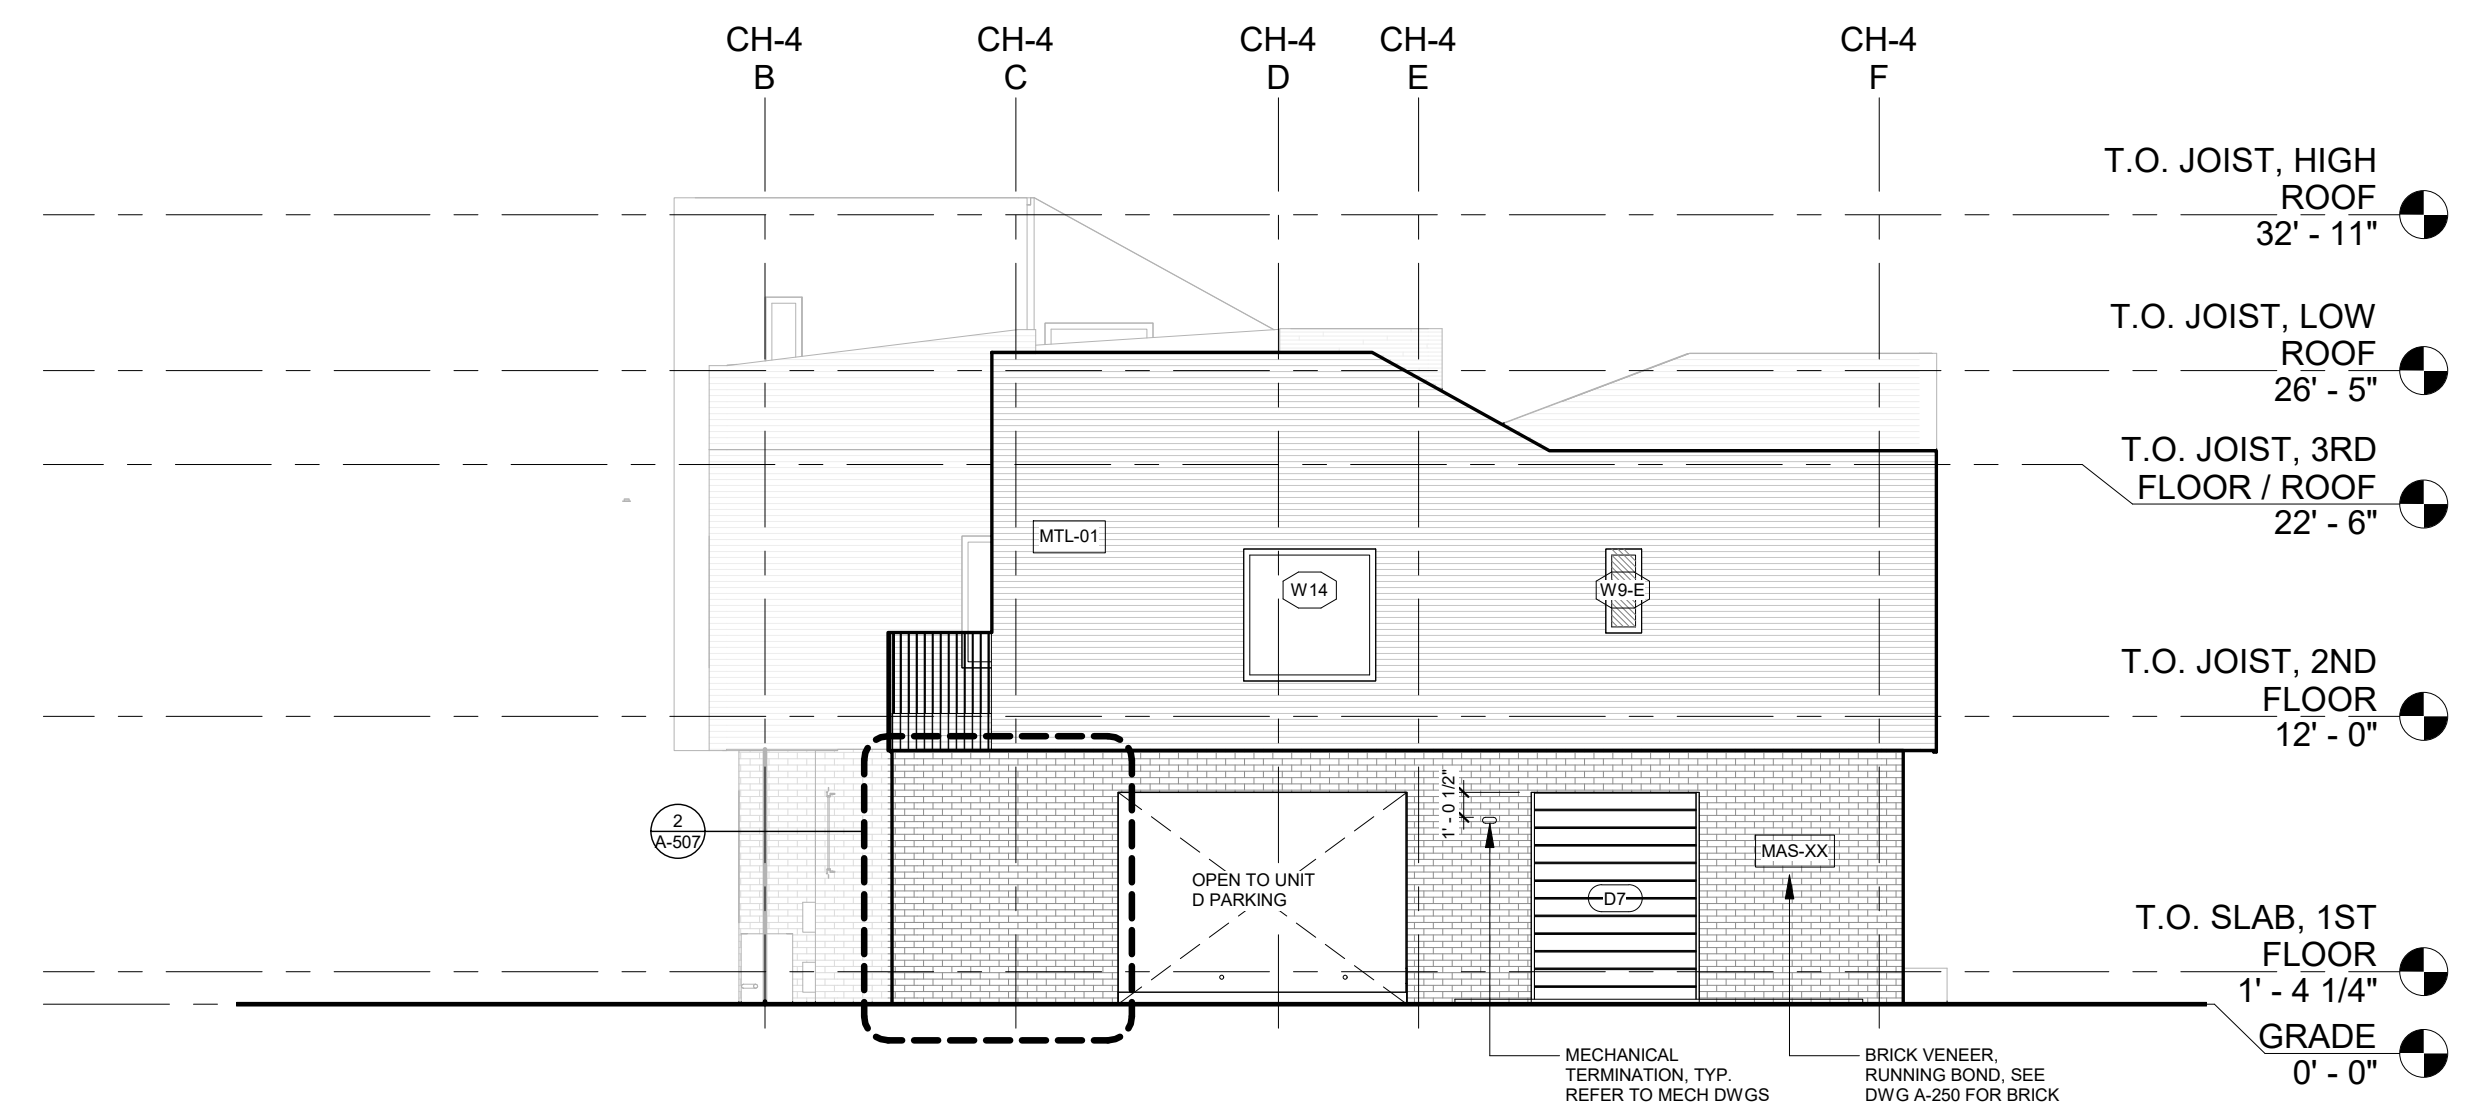 CH-4
B
CH-4
C
CH-4
D
CH-4
E
CH-4
F
T.O. JOIST, HIGH
ROOF
32' - 11"
T.O. JOIST, LOW
ROOF
26' - 5"
T.O. JOIST, 3RD
FLOOR / ROOF
22' - 6"
MTL-01
W14
W9-E
T.O. JOIST, 2ND
FLOOR
12' - 0"
1' - 0 1/2"
2
A-507
MAS-XX
OPEN TO UNIT
D PARKING
D7
T.O. SLAB, 1ST
FLOOR
1' - 4 1/4"
GRADE
0' - 0"
MECHANICAL
TERMINATION, TYP.
REFER TO MECH DWGS
BRICK VENEER,
RUNNING BOND, SEE
DWG A-250 FOR BRICK